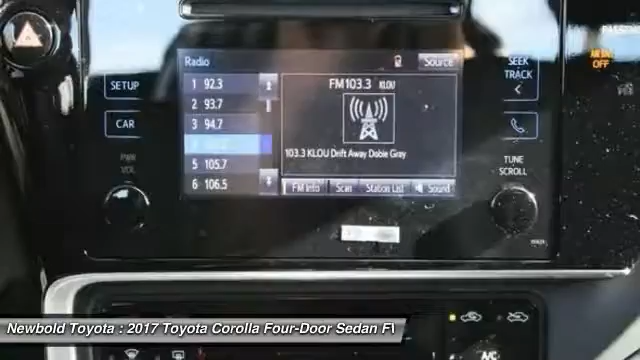 Radio
Source
1 92.3
2 93.7
3 94.7
5 105.7
6 106.5
FM103.3 KLOU
103.3 KLOU Drift Away Dobie Gray
FM Info Scan Station List Sound
SETUP
CAR
PWR
VOL
SEEK
TRACK
<
TUNE
SCROLL
OFF
A/C
Newbold Toyota : 2017 Toyota Corolla Four-Door Sedan F